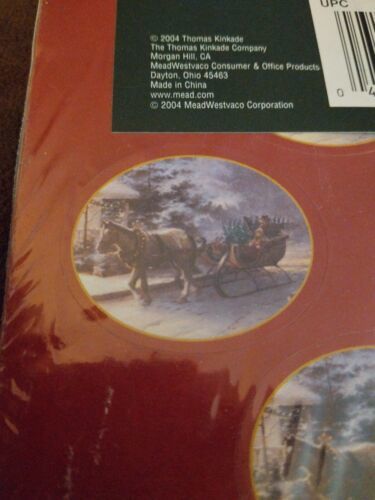 UPC
© 2004 Thomas Kinkade
The Thomas Kinkade Company
Morgan Hill, CA
MeadWestvaco Consumer & Office Products
Dayton, Ohio 45463
Made in China
www.mead.com
© 2004 MeadWestvaco Corporation
0